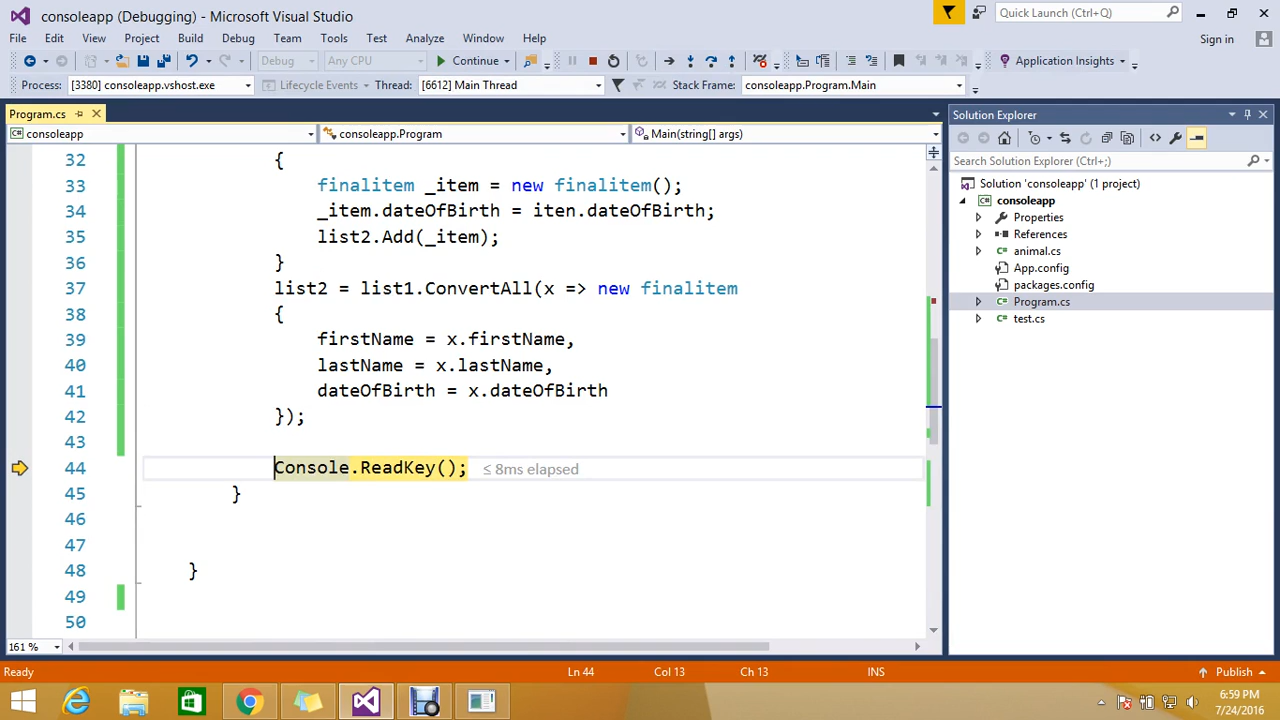 consoleapp (Debugging) - Microsoft Visual Studio
Quick Launch (Ctrl+Q)
File Edit View Project Build Debug Team Tools Test Analyze Window Help
Sign in
Debug Any CPU Continue Application Insights
Process: [3380] consoleapp.vshost.exe Lifecycle Events Thread: [6612] Main Thread Stack Frame: consoleapp.Program.Main
Program.cs
consoleapp consoleapp.Program Main(string[] args)
32 {
33 finalitem _item = new finalitem();
34 _item.dateOfBirth = iten.dateOfBirth;
35 list2.Add(_item);
36 }
37 list2 = list1.ConvertAll(x => new finalitem
38 {
39 firstName = x.firstName,
40 lastName = x.lastName,
41 dateOfBirth = x.dateOfBirth
42 });
43
44 Console.ReadKey(); ≤ 8ms elapsed
45 }
46
47
48 }
49
50
161 %
Solution Explorer
Search Solution Explorer (Ctrl+;)
Solution 'consoleapp' (1 project)
consoleapp
Properties
References
animal.cs
App.config
packages.config
Program.cs
test.cs
Ready Ln 44 Col 13 Ch 13 INS Publish
6:59 PM
7/24/2016